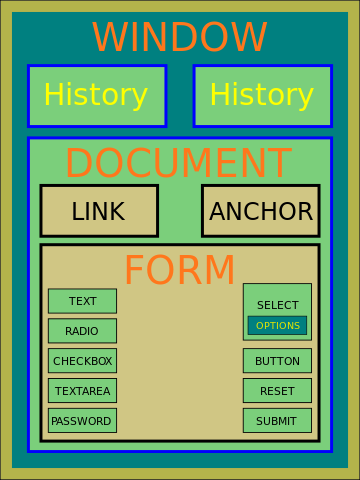 WINDOW
History
History
DOCUMENT
LINK
ANCHOR
FORM
TEXT
RADIO
CHECKBOX
TEXTAREA
PASSWORD
SELECT
OPTIONS
BUTTON
RESET
SUBMIT